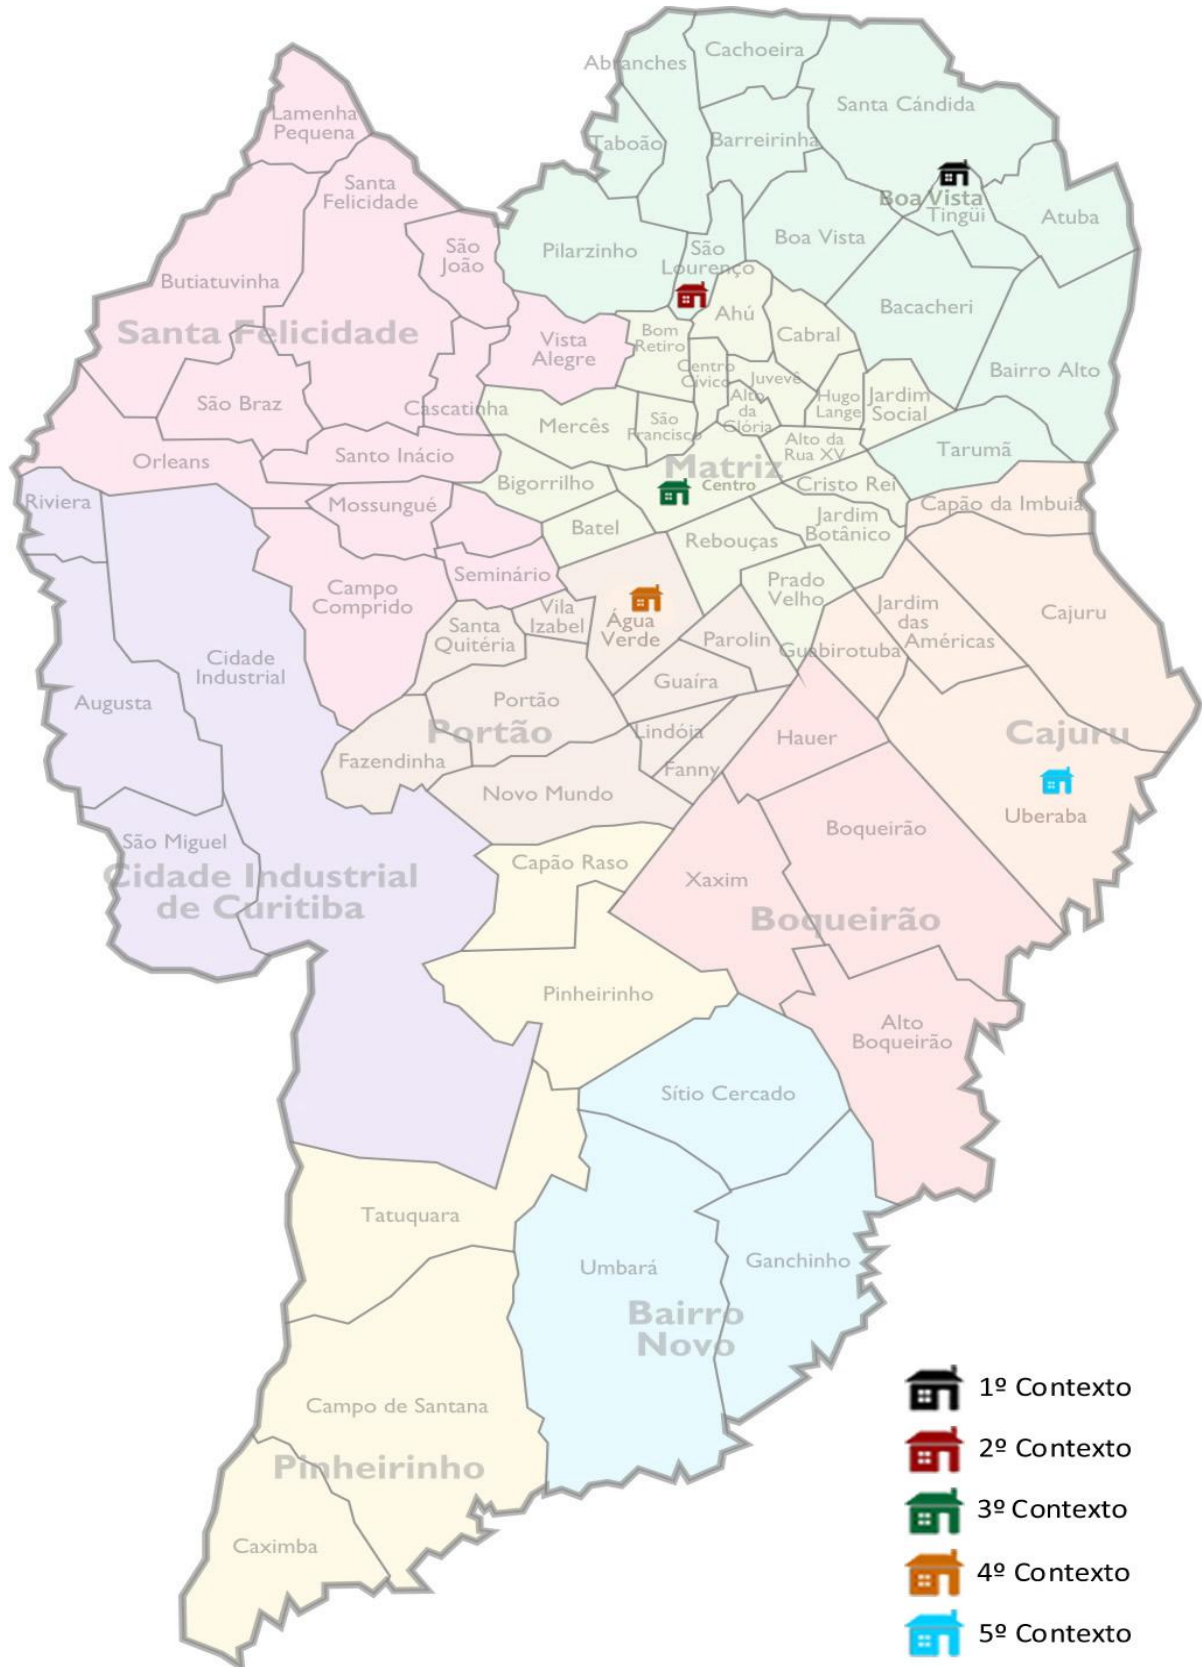 Abranches
Cachoeira
Santa Cándida
Lamenha
Pequena
Taboão
Barreirinha
Santa
Felicidade
Boa Vista
Tingüi
Atuba
Pilarzinho
São
Lourenço
Boa Vista
São
João
Butiatuvinha
Bacacheri
Santa Felicidade
Ahú
Cabral
Bom
Retiro
Vista
Alegre
Centro
Cívico
Juvevê
Bairro Alto
Hugo
Lange
Jardim
Social
São Braz
Cascatinha
Alto
da
Glória
Mercês
São
Francisco
Alto da
Rua XV
Tarumã
Orleans
Santo Inácio
Matriz
Centro
Bigorrilho
Cristo Rei
Riviera
Mossungué
Capão da Imbuia
Jardim
Botânico
Batel
Rebouças
Campo
Comprido
Seminário
Prado
Velho
Vila
Izabel
Água
Verde
Jardim
das
Américas
Cajuru
Santa
Quitéria
Parolin
Guabirotuba
Cidade
Industrial
Guaíra
Augusta
Portão
Portão
Lindója
Hauer
Cajuru
Fazendinha
Fanny
Novo Mundo
Uberaba
Boqueirão
São Miguel
Capão Raso
Cidade Industrial
de Curitiba
Xaxim
Boqueirão
Pinheirinho
Alto
Boqueirão
Sítio Cercado
Tatuquara
Umbará
Ganchinho
Bairro
Novo
Campo de Santana
Pinheirinho
Caximba
1º Contexto
2º Contexto
3º Contexto
4º Contexto
5º Contexto